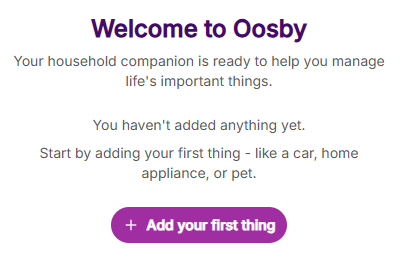 Welcome to Oosby
Your household companion is ready to help you manage
life's important things.
You haven't added anything yet.
Start by adding your first thing - like a car, home
appliance, or pet.
+ Add your first thing